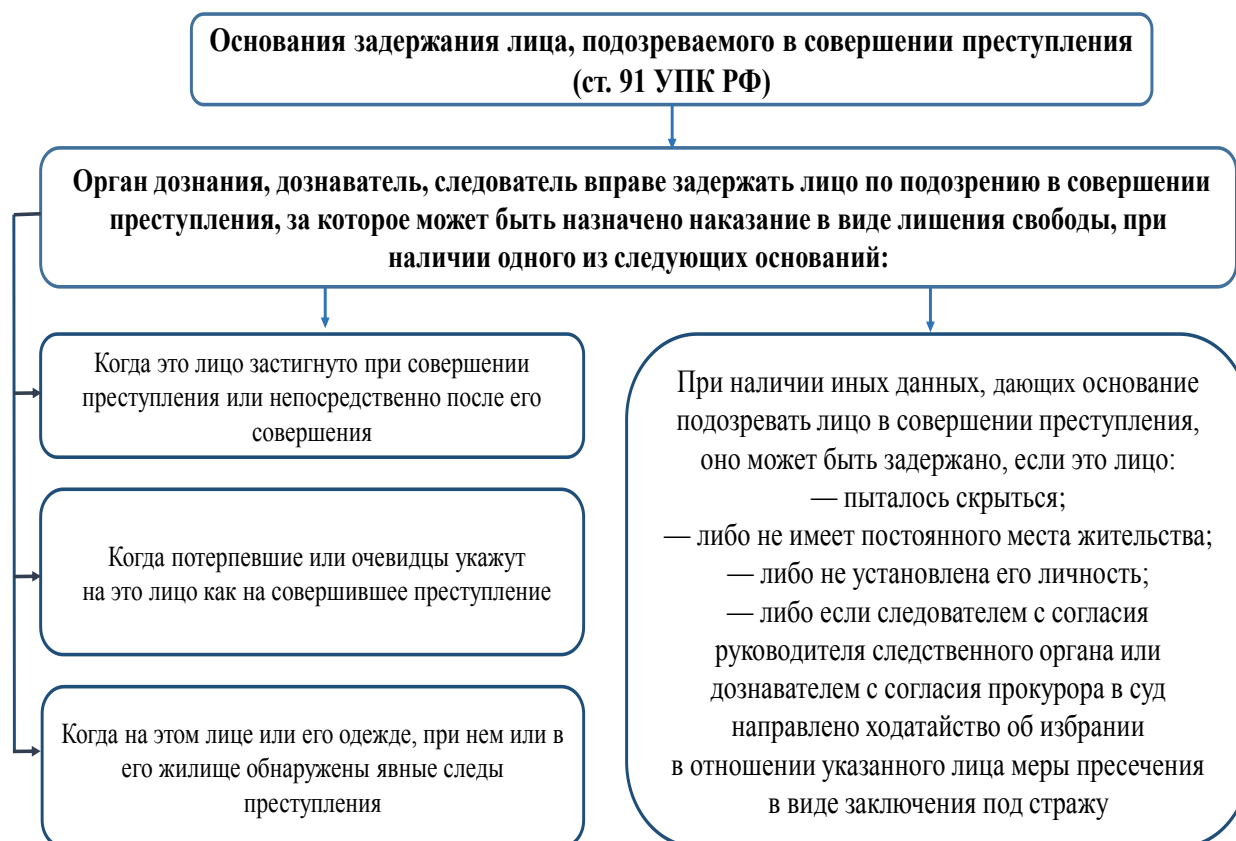 Основания задержания лица, подозреваемого в совершении преступления
(ст. 91 УПК РФ)
Орган дознания, дознаватель, следователь вправе задержать лицо по подозрению в совершении
преступления, за которое может быть назначено наказание в виде лишения свободы, при
наличии одного из следующих оснований:
Когда это лицо застигнуто при совершении
преступления или непосредственно после его
совершения
Когда потерпевшие или очевидцы укажут
на это лицо как на совершившее преступление
Когда на этом лице или его одежде, при нем или в
его жилище обнаружены явные следы
преступления
При наличии иных данных, дающих основание
подозревать лицо в совершении преступления,
оно может быть задержано, если это лицо:
— пыталось скрыться;
— либо не имеет постоянного места жительства;
— либо не установлена его личность;
— либо если следователем с согласия
руководителя следственного органа или
дознавателем с согласия прокурора в суд
направлено ходатайство об избрании
в отношении указанного лица меры пресечения
в виде заключения под стражу